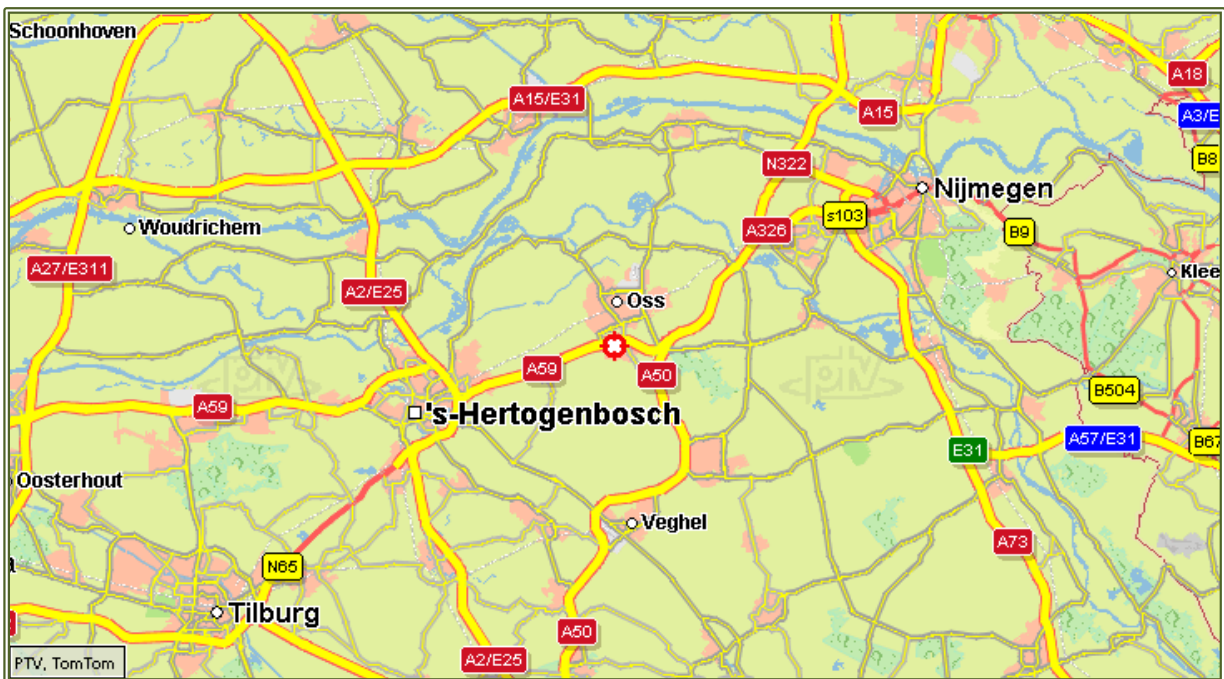 Schoonhoven
A18
A15/E31
A15
A3/E
B8
N322
Nijmegen
s103
Woudrichem
A326
B9
A27/E311
Klee
A2/E25
Oss
A59
A50
ptv
ptv
B504
A59
's-Hertogenbosch
A57/E31
B67
E31
Oosterhout
Veghel
A73
a
N65
Tilburg
A50
A2/E25
PTV, TomTom